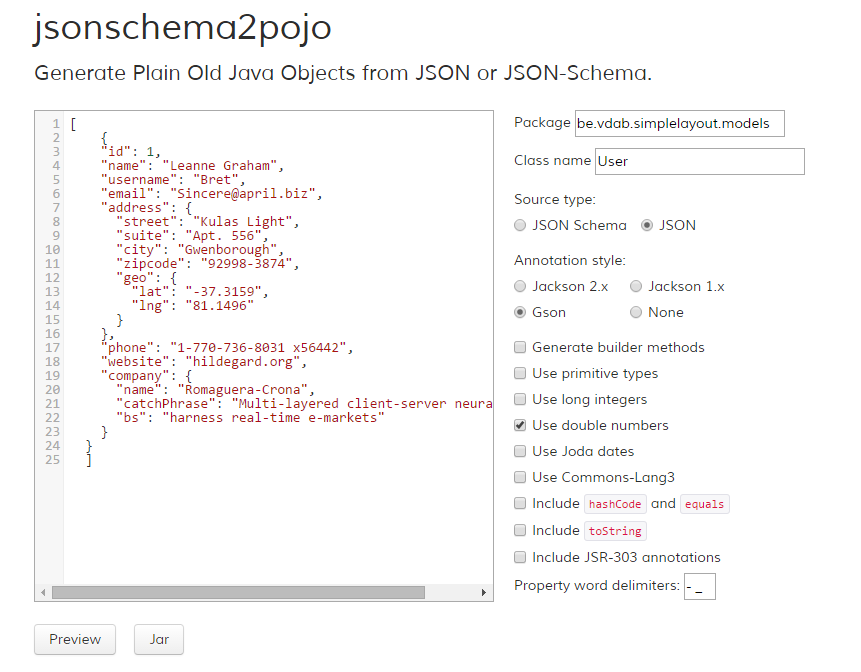 jsonschema2pojo
Generate Plain Old Java Objects from JSON or JSON-Schema.
1 [
2 {
3 "id": 1,
4 "name": "Leanne Graham",
5 "username": "Bret",
6 "email": "Sincere@april.biz",
7 "address": {
8 "street": "Kulas Light",
9 "suite": "Apt. 556",
10 "city": "Gwenborough",
11 "zipcode": "92998-3874",
12 "geo": {
13 "lat": "-37.3159",
14 "lng": "81.1496"
15 }
16 },
17 "phone": "1-770-736-8031 x56442",
18 "website": "hildegard.org",
19 "company": {
20 "name": "Romaguera-Crona",
21 "catchPhrase": "Multi-layered client-server neura
22 "bs": "harness real-time e-markets"
23 }
24 }
25 ]
Package be.vdab.simplelayout.models
Class name User
Source type:
JSON Schema JSON
Annotation style:
Jackson 2.x Jackson 1.x
Gson None
Generate builder methods
Use primitive types
Use long integers
Use double numbers
Use Joda dates
Use Commons-Lang3
Include hashCode and equals
Include toString
Include JSR-303 annotations
Property word delimiters: - _
Preview Jar